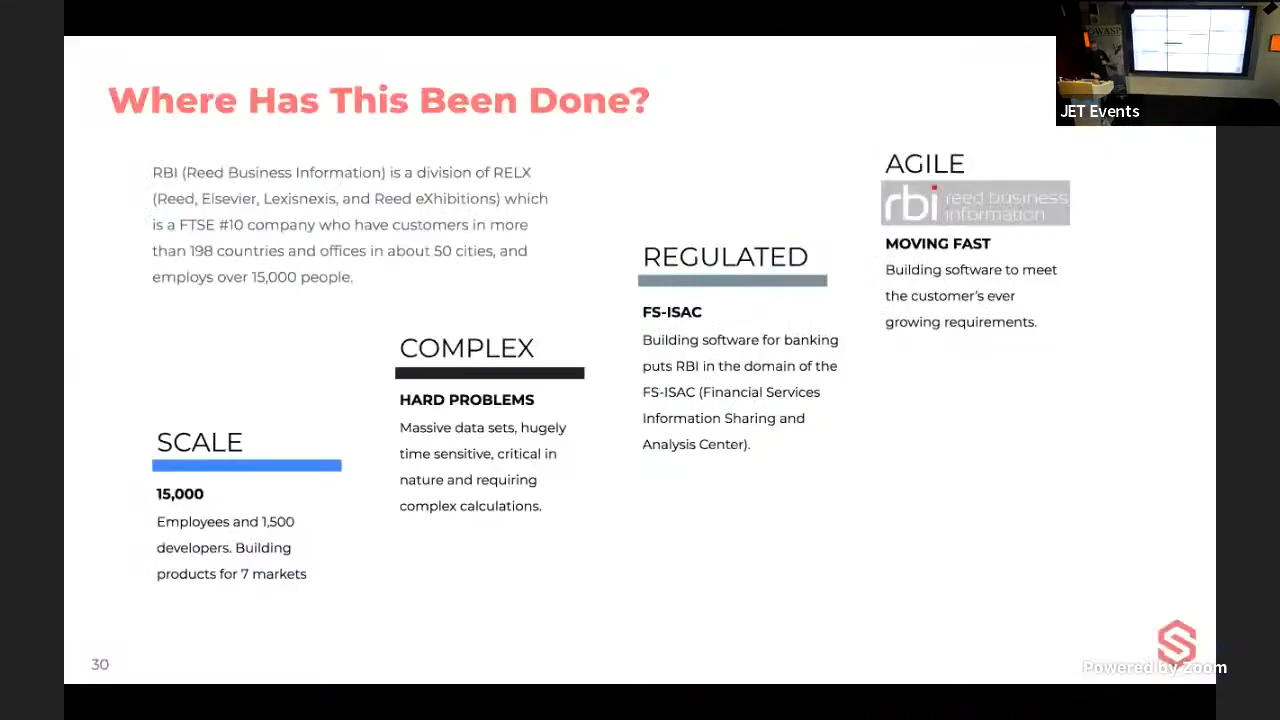 Where Has This Been Done?
RBI (Reed Business Information) is a division of RELX
(Reed, Elsevier, Lexisnexis, and Reed eXhibitions) which
is a FTSE #10 company who have customers in more
than 198 countries and offices in about 50 cities, and
employs over 15,000 people.
SCALE
15,000
Employees and 1,500
developers. Building
products for 7 markets
COMPLEX
HARD PROBLEMS
Massive data sets, hugely
time sensitive, critical in
nature and requiring
complex calculations.
REGULATED
FS-ISAC
Building software for banking
puts RBI in the domain of the
FS-ISAC (Financial Services
Information Sharing and
Analysis Center).
AGILE
rbi reed business
information
MOVING FAST
Building software to meet
the customer's ever
growing requirements.
OWASP
JET Events
30
S
Powered by Zoom